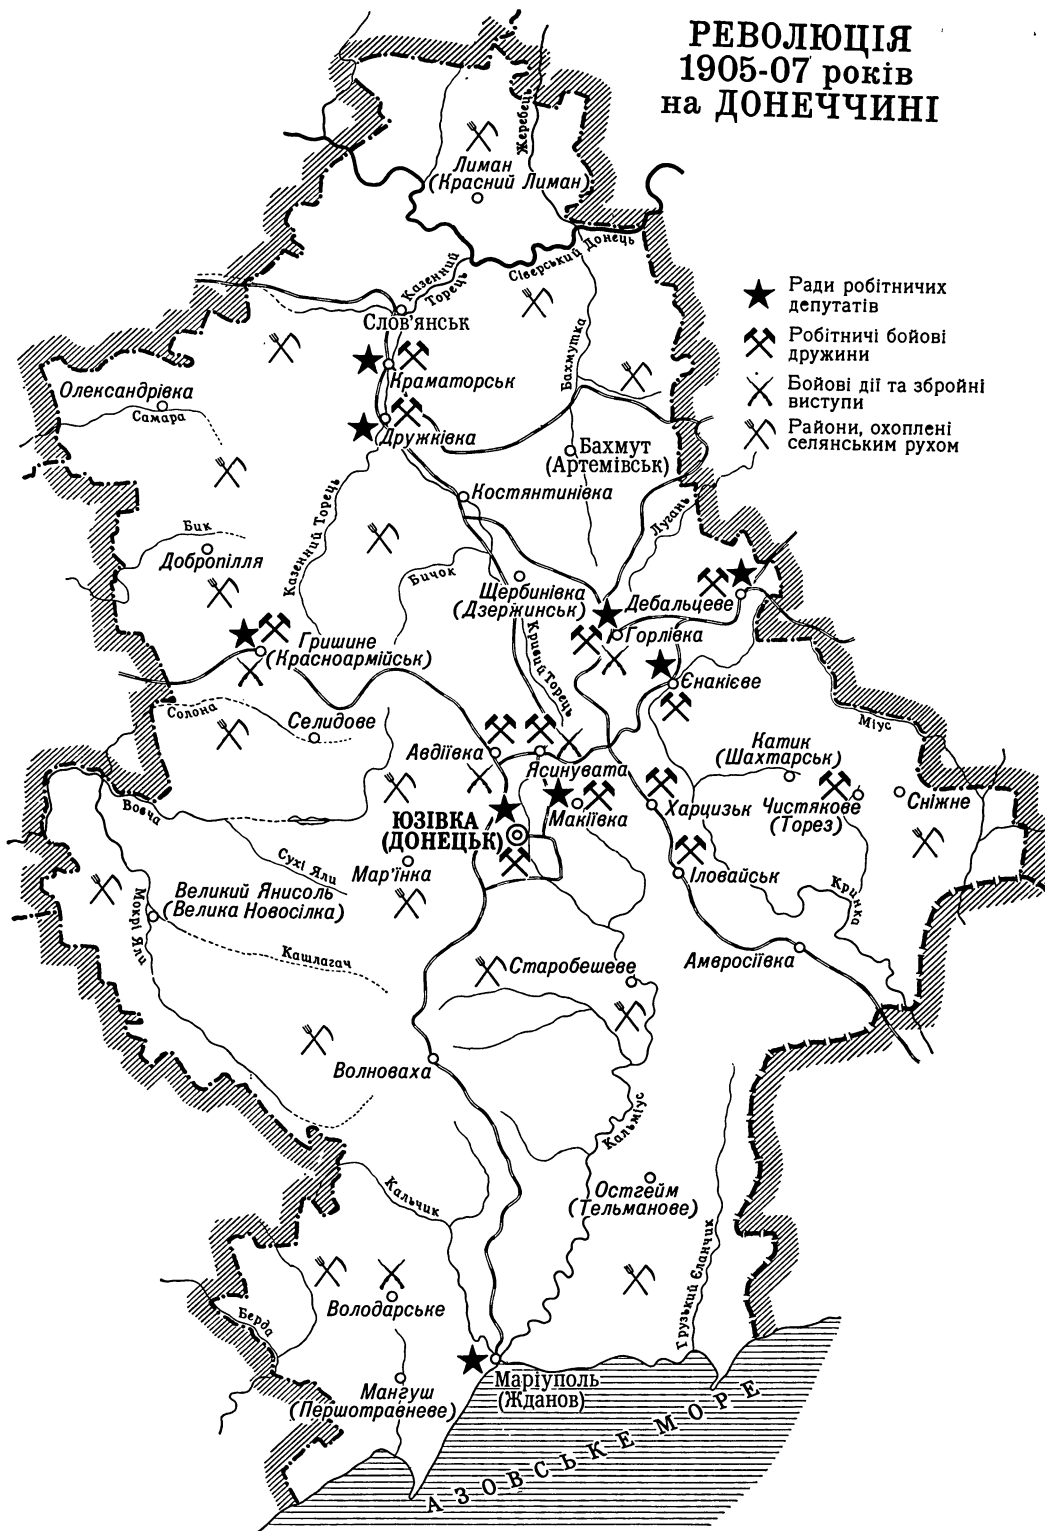 РЕВОЛЮЦІЯ
1905-07 років
на ДОНЕЧЧИНІ
Жеребець
Лиман
(Красний Лиман)
Сіверський Донець
Казенний
Торець
Слов'янськ
Ради робітничих
депутатів
Робітничі бойові
дружини
Бойові дії та збройні
виступи
Райони, охоплені
селянським рухом
Бахмутка
Краматорськ
Олександрівка
Самара
Дружківка
Бахмут
(Артемівськ)
Костянтинівка
Казенний Торець
Лугань
Бик
Добропілля
Бичок
Щербинівка
(Дзержинськ)
Дебальцеве
Горлівка
Кривий Торець
Гришине
(Красноармійськ)
Єнакієве
Міус
Солона
Селидове
Авдіївка
Ясинувата
Катик
(Шахтарськ)
Вовча
Макіївка
Харцизьк
Чистякове
(Торез)
Сніжне
ЮЗІВКА
(ДОНЕЦЬК)
Сухі Яли
Мар'їнка
Іловайськ
Кринка
Великий Янисоль
(Велика Новосілка)
Мокрі Яли
Кашлагач
Старобешеве
Амвросіївка
Волноваха
Кальміус
Кальчик
Остгейм
(Тельманове)
Грузький Єланчик
Володарське
Берда
Маріуполь
(Жданов)
Мангуш
(Першотравневе)
АЗОВСЬКЕ МОРЕ